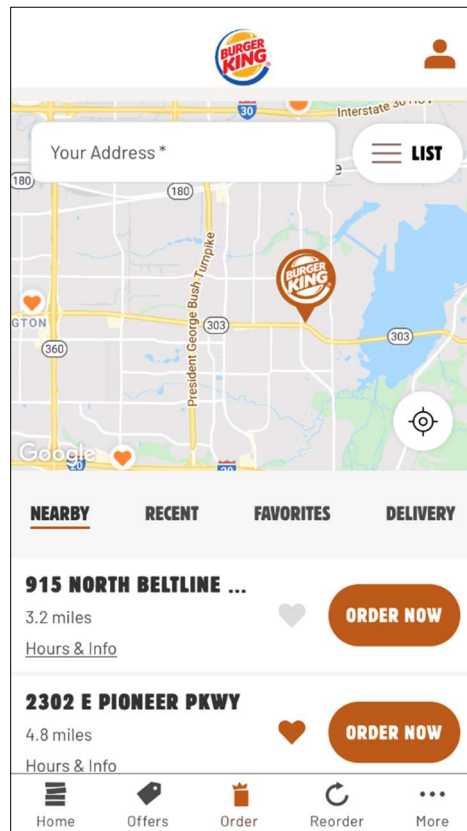 BURGER
KING
30
Interstate 30
Your Address *
LIST
180
180
President George Bush Turnpike
BURGER
KING
303
303
GTON
360
Google
20
20
NEARBY
RECENT
FAVORITES
DELIVERY
915 NORTH BELTLINE ...
3.2 miles
Hours & Info
ORDER NOW
2302 E PIONEER PKWY
4.8 miles
Hours & Info
ORDER NOW
Home
Offers
Order
Reorder
More